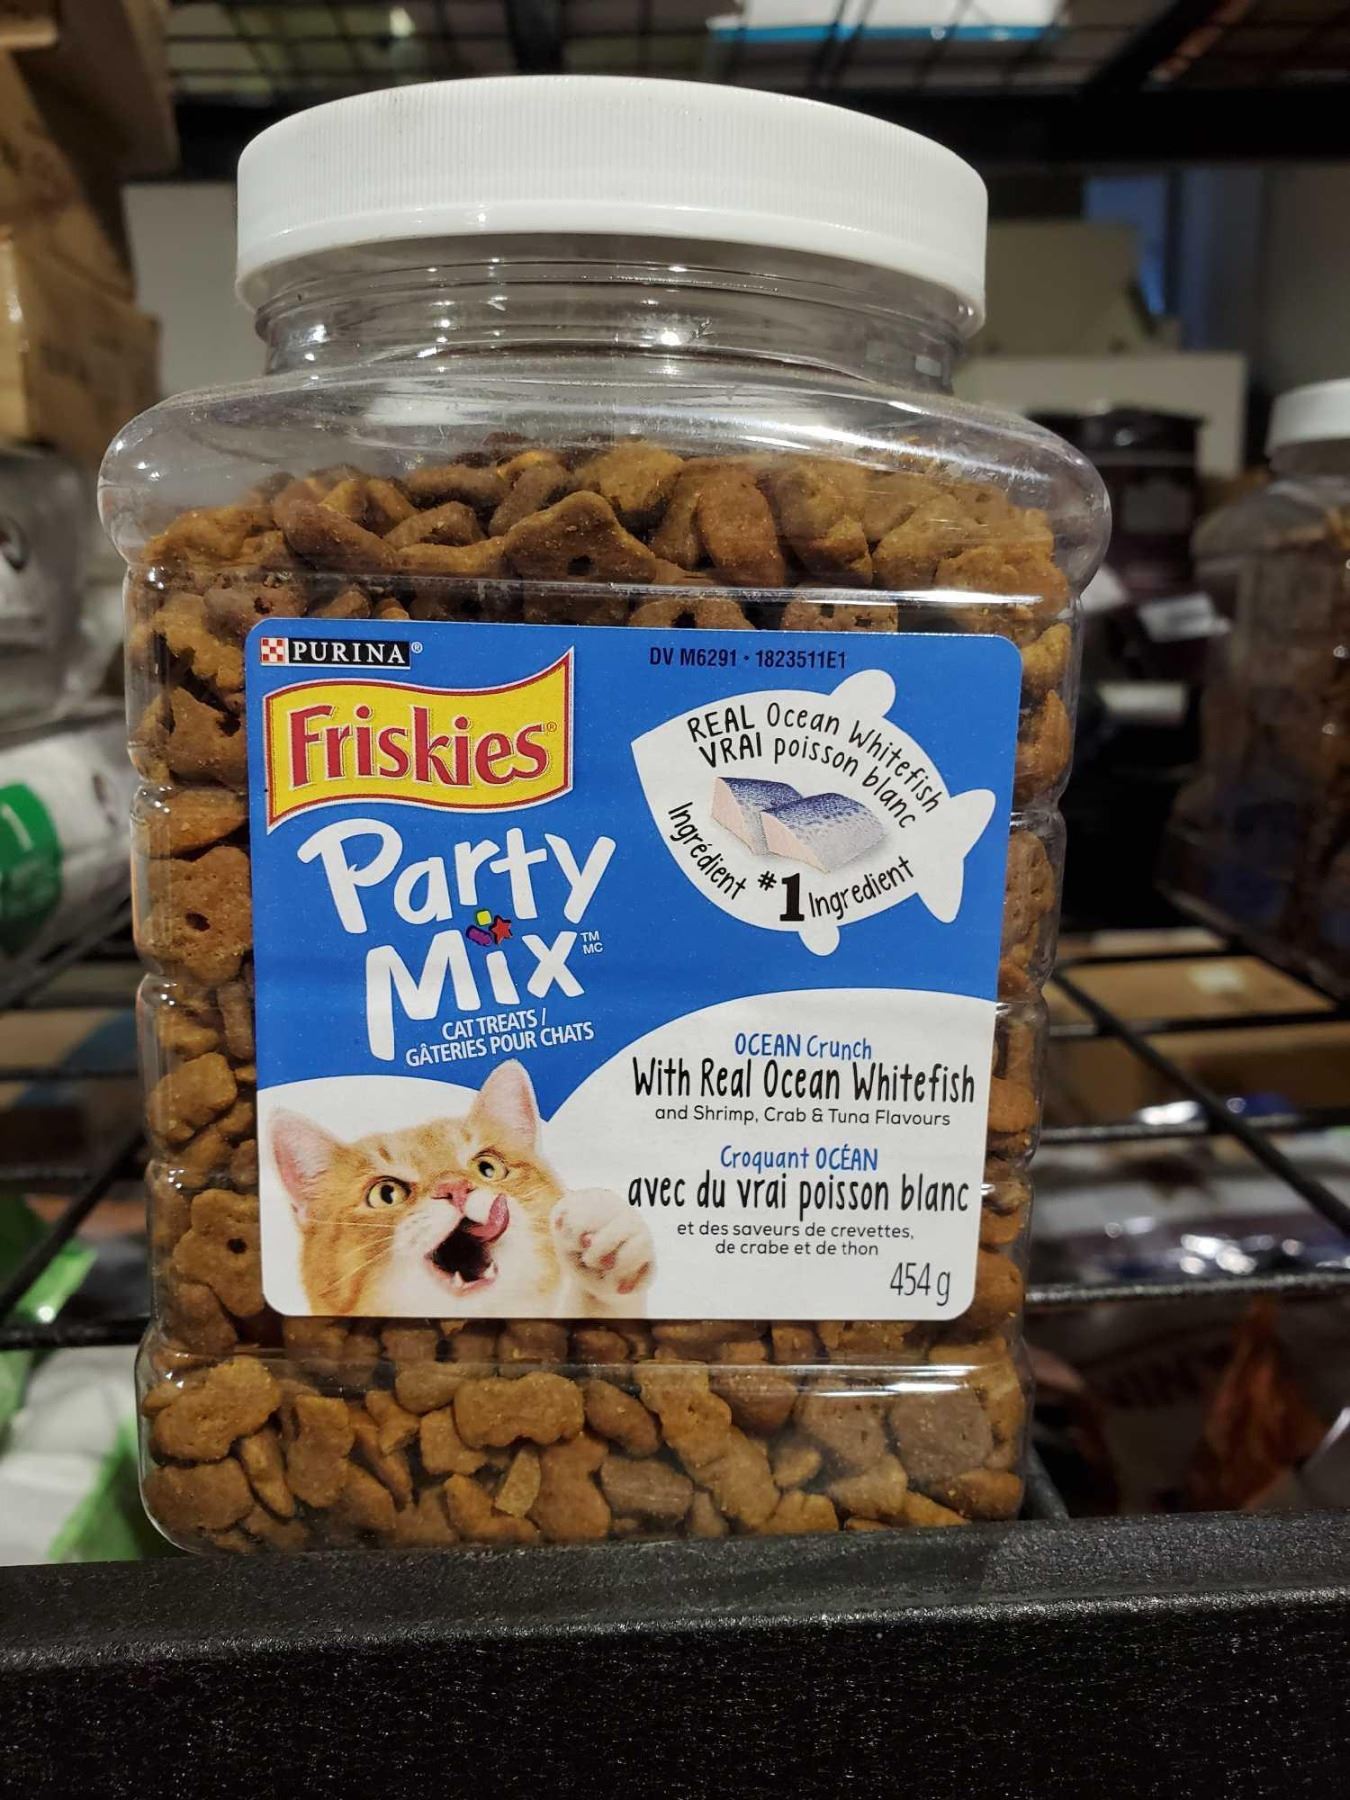 PURINA®
Friskies®
Party
Mix
TM
MC
CAT TREATS /
GÂTERIES POUR CHATS
DV M6291 • 1823511E1
REAL Ocean Whitefish
VRAI poisson blanc
Ingrédient #1 Ingredient
OCEAN Crunch
With Real Ocean Whitefish
and Shrimp, Crab & Tuna Flavours
Croquant OCÉAN
avec du vrai poisson blanc
et des saveurs de crevettes,
de crabe et de thon
454 g